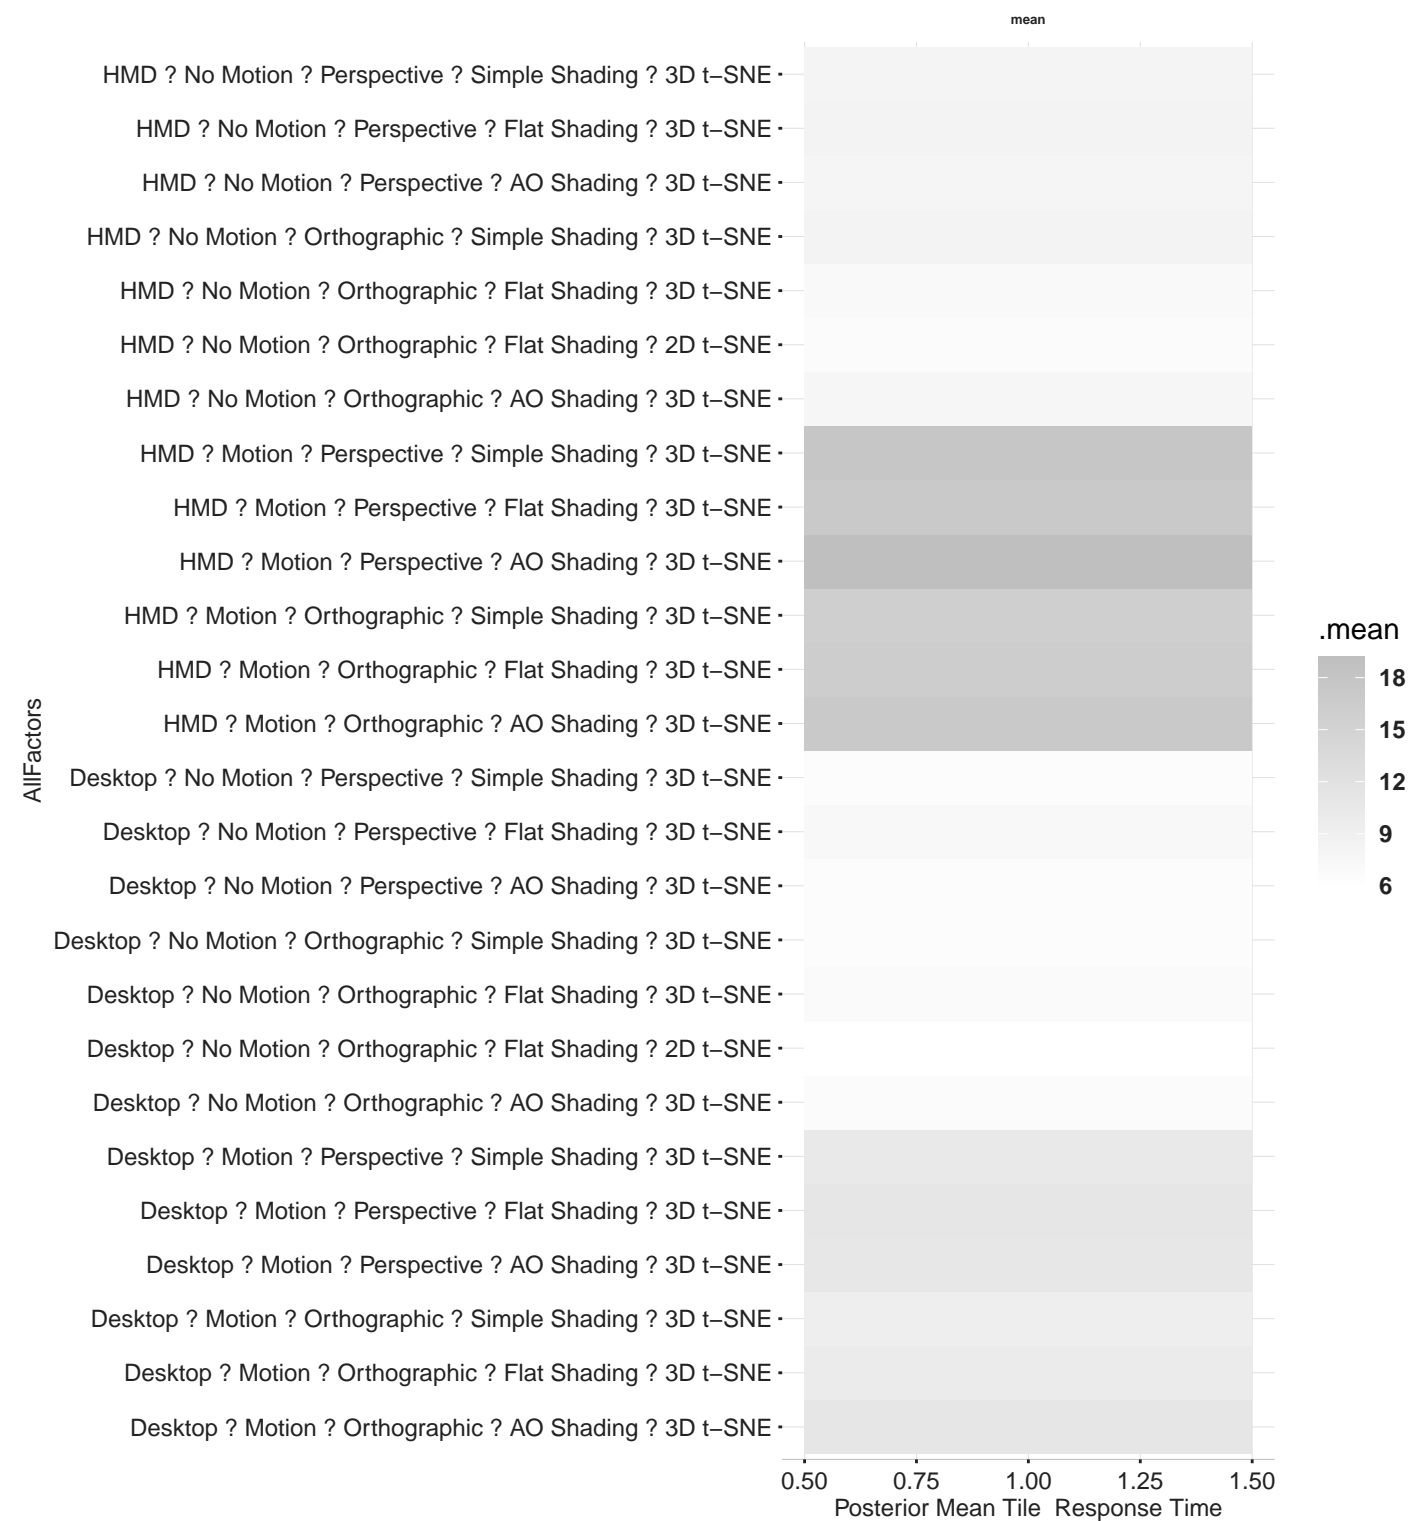 mean
HMD ? No Motion ? Perspective ? Simple Shading ? 3D t−SNE
HMD ? No Motion ? Perspective ? Flat Shading ? 3D t−SNE
HMD ? No Motion ? Perspective ? AO Shading ? 3D t−SNE
HMD ? No Motion ? Orthographic ? Simple Shading ? 3D t−SNE
HMD ? No Motion ? Orthographic ? Flat Shading ? 3D t−SNE
HMD ? No Motion ? Orthographic ? Flat Shading ? 2D t−SNE
HMD ? No Motion ? Orthographic ? AO Shading ? 3D t−SNE
HMD ? Motion ? Perspective ? Simple Shading ? 3D t−SNE
HMD ? Motion ? Perspective ? Flat Shading ? 3D t−SNE
HMD ? Motion ? Perspective ? AO Shading ? 3D t−SNE
HMD ? Motion ? Orthographic ? Simple Shading ? 3D t−SNE
HMD ? Motion ? Orthographic ? Flat Shading ? 3D t−SNE
HMD ? Motion ? Orthographic ? AO Shading ? 3D t−SNE
Desktop ? No Motion ? Perspective ? Simple Shading ? 3D t−SNE
Desktop ? No Motion ? Perspective ? Flat Shading ? 3D t−SNE
Desktop ? No Motion ? Perspective ? AO Shading ? 3D t−SNE
Desktop ? No Motion ? Orthographic ? Simple Shading ? 3D t−SNE
Desktop ? No Motion ? Orthographic ? Flat Shading ? 3D t−SNE
Desktop ? No Motion ? Orthographic ? Flat Shading ? 2D t−SNE
Desktop ? No Motion ? Orthographic ? AO Shading ? 3D t−SNE
Desktop ? Motion ? Perspective ? Simple Shading ? 3D t−SNE
Desktop ? Motion ? Perspective ? Flat Shading ? 3D t−SNE
Desktop ? Motion ? Perspective ? AO Shading ? 3D t−SNE
Desktop ? Motion ? Orthographic ? Simple Shading ? 3D t−SNE
Desktop ? Motion ? Orthographic ? Flat Shading ? 3D t−SNE
Desktop ? Motion ? Orthographic ? AO Shading ? 3D t−SNE
AllFactors
0.50 0.75 1.00 1.25 1.50
Posterior Mean Tile  Response Time
.mean
18
15
12
9
6